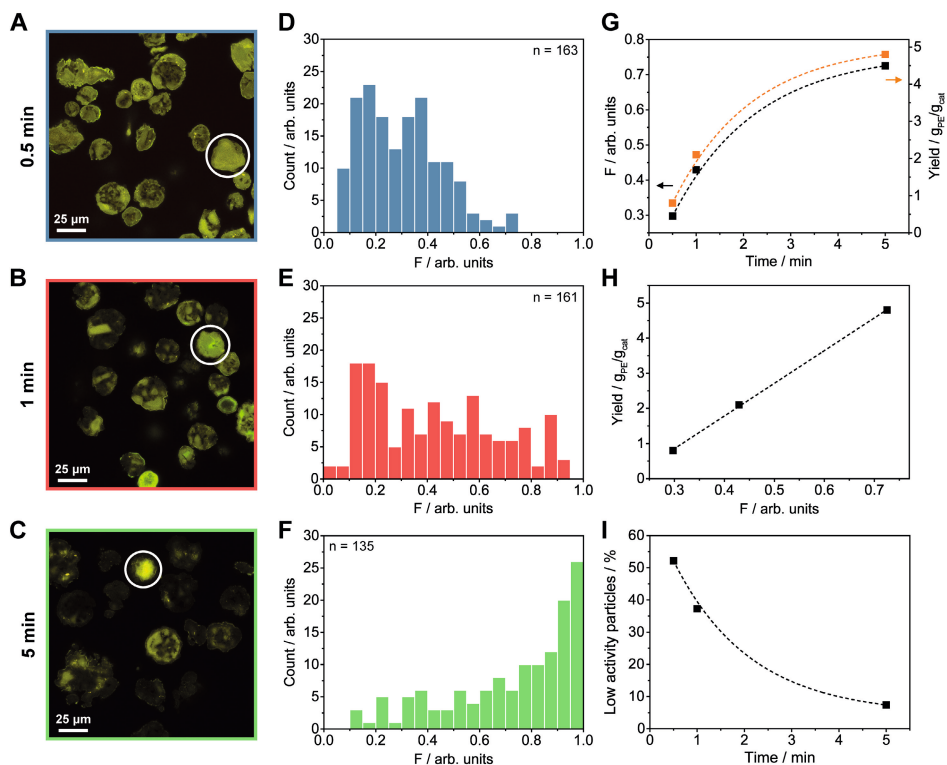 A
0.5 min
25 µm
D
n = 163
Count / arb. units
30
25
20
15
10
5
0
0.0 0.2 0.4 0.6 0.8 1.0
F / arb. units
G
F / arb. units
0.8
0.7
0.6
0.5
0.4
0.3
Yield / gPE/gcat
5
4
3
2
1
0
0 1 2 3 4 5
Time / min
B
1 min
25 µm
E
n = 161
Count / arb. units
30
25
20
15
10
5
0
0.0 0.2 0.4 0.6 0.8 1.0
F / arb. units
H
Yield / gPE/gcat
5
4
3
2
1
0
0.3 0.4 0.5 0.6 0.7
F / arb. units
C
5 min
25 µm
F
n = 135
Count / arb. units
30
25
20
15
10
5
0
0.0 0.2 0.4 0.6 0.8 1.0
F / arb. units
I
Low activity particles / %
60
50
40
30
20
10
0
0 1 2 3 4 5
Time / min